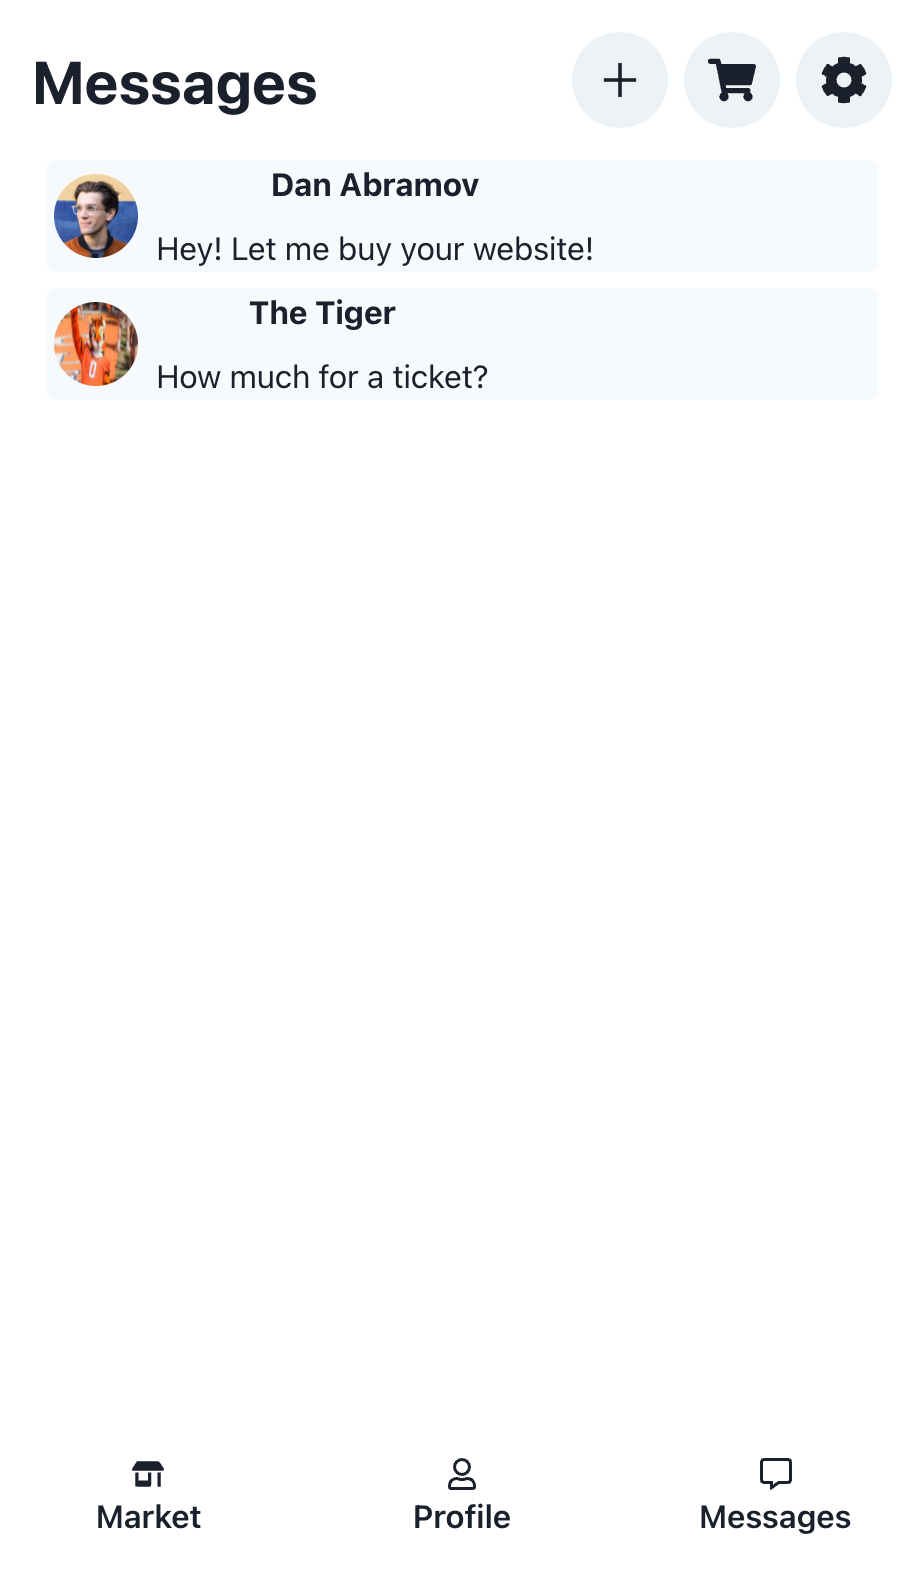 Messages
Dan Abramov
Hey! Let me buy your website!
The Tiger
How much for a ticket?
Market
Profile
Messages